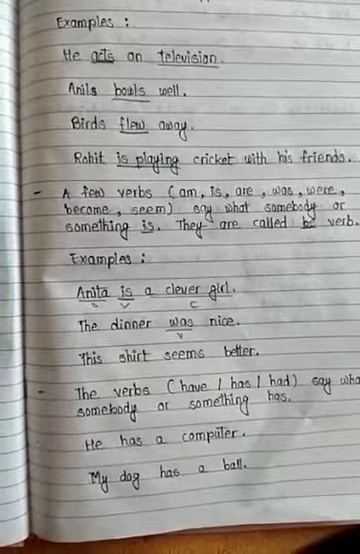 Examples :
He acts on television.
Anils bowls well.
Birds flew away.
Rohit is playing cricket with his friends.
- A few verbs (am, is, are, was, were,
become, seem) say what somebody or
something is. They are called be verb.
Examples :
Anita is a clever girl.
S V C
The dinner was nice.
V
This shirt seems better.
- The verbs (have / has / had) say wha
somebody or something has.
He has a computer.
My dog has a ball.